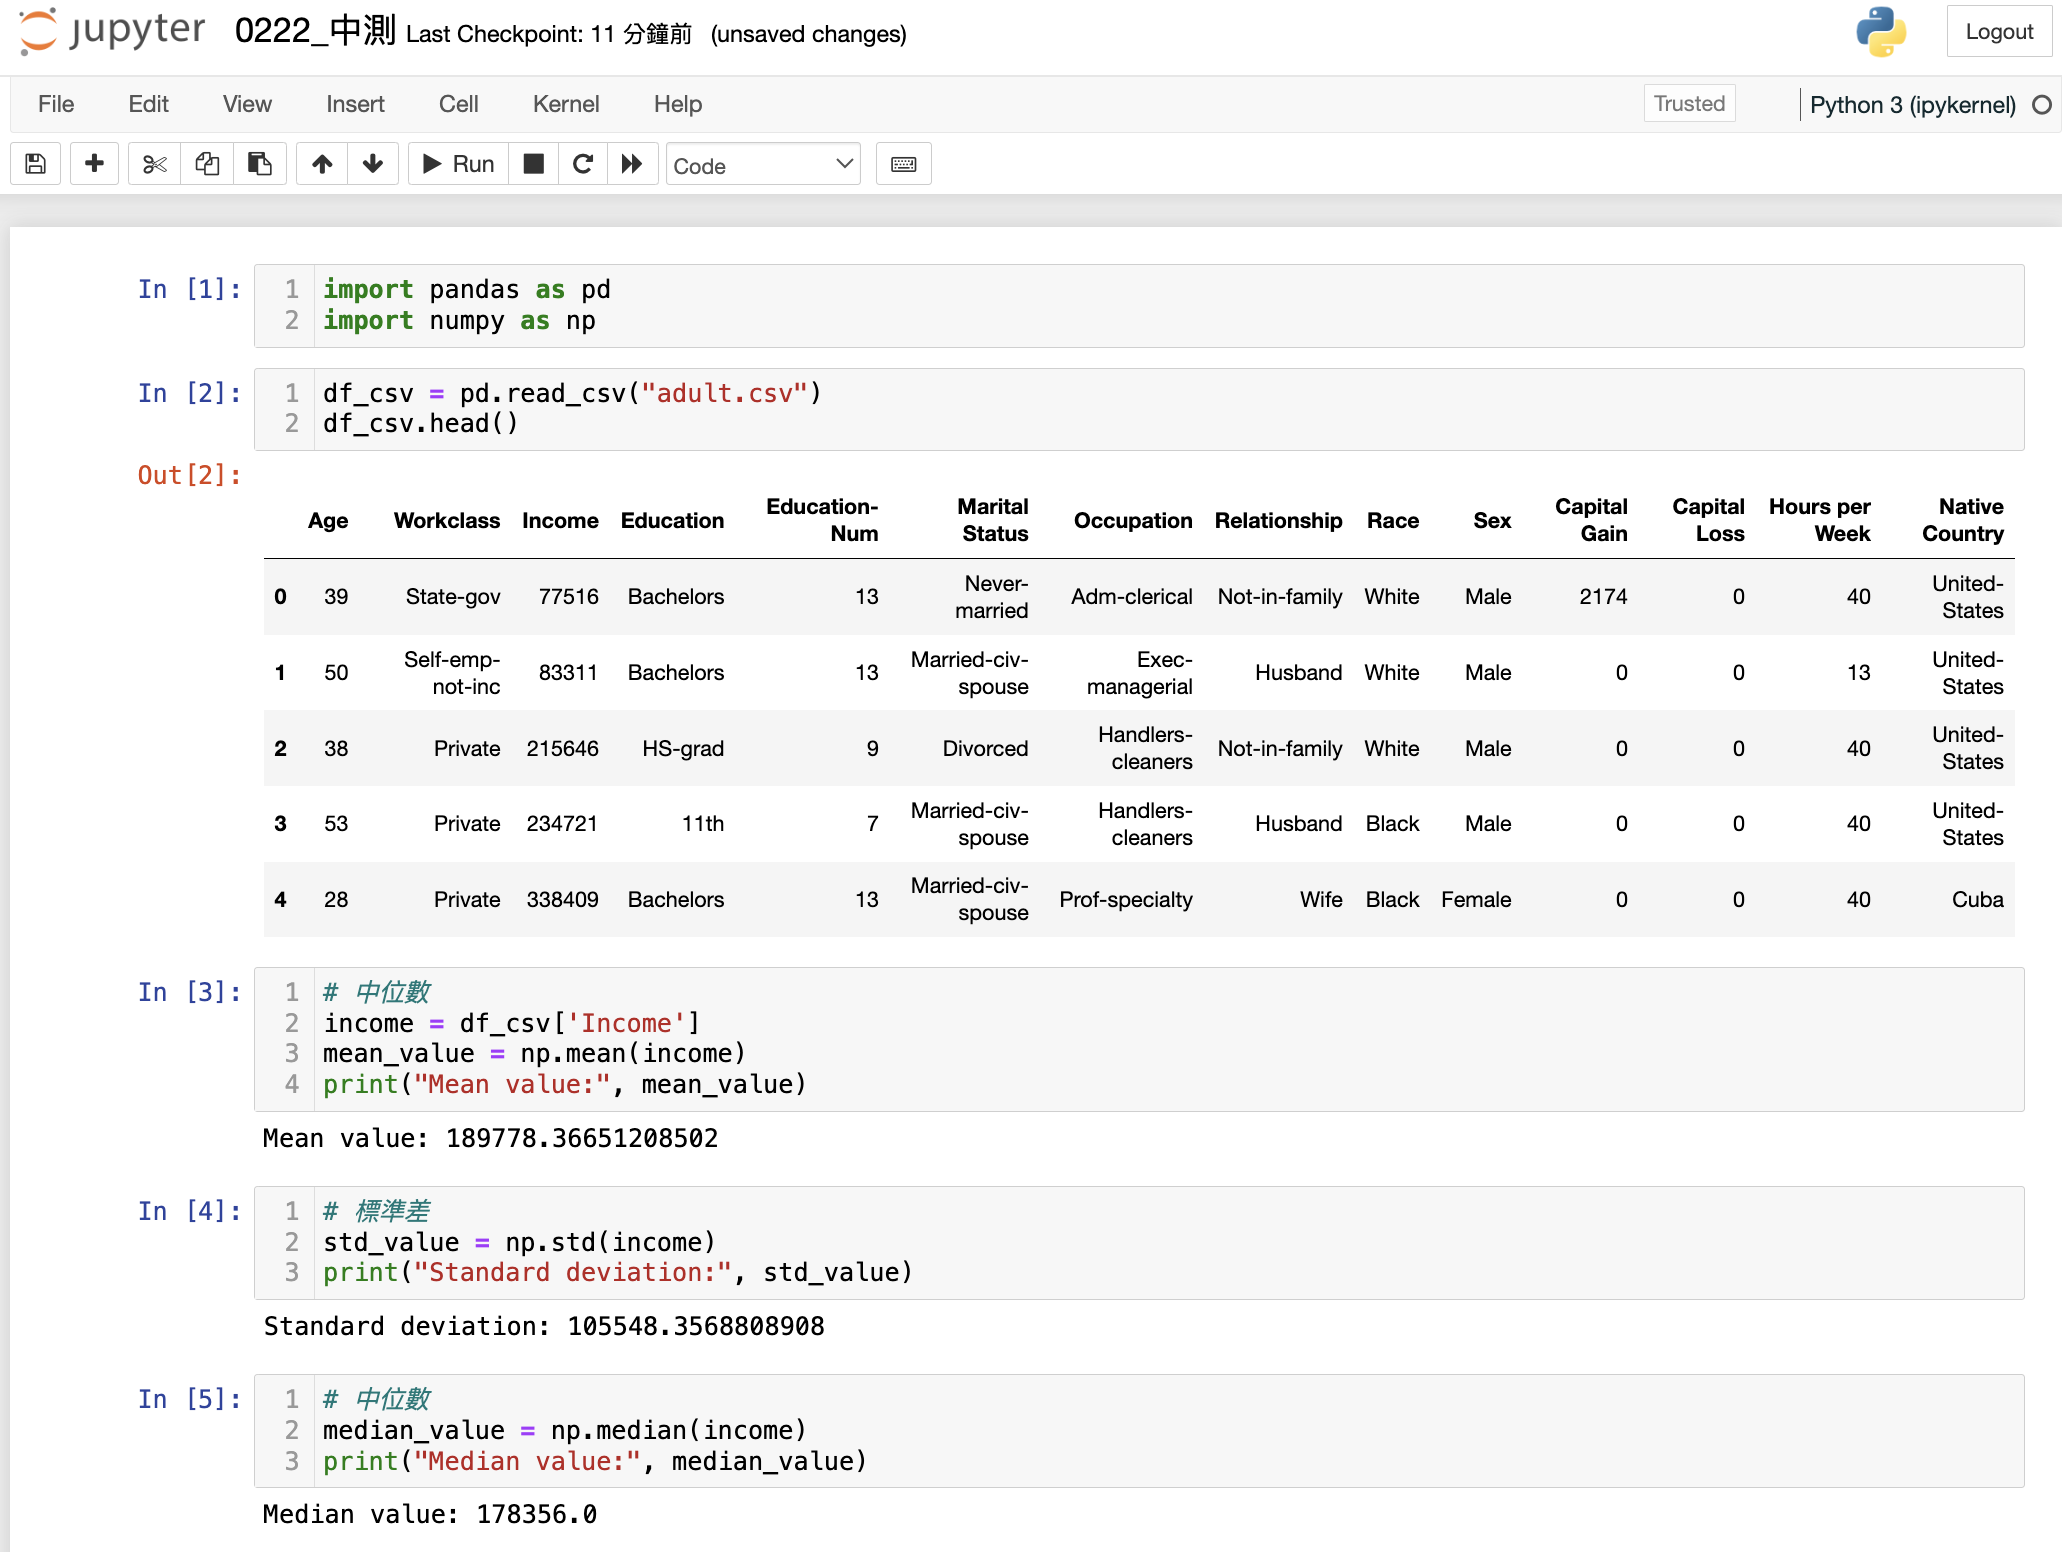 jupyter 0222_中測 Last Checkpoint: 11 分鐘前 (unsaved changes) Logout
File Edit View Insert Cell Kernel Help Trusted Python 3 (ipykernel)
Run Code
In [1]: 1 import pandas as pd
2 import numpy as np
In [2]: 1 df_csv = pd.read_csv("adult.csv")
2 df_csv.head()
Out[2]:
Age Workclass Income Education Education-Num Marital Status Occupation Relationship Race Sex Capital Gain Capital Loss Hours per Week Native Country
0 39 State-gov 77516 Bachelors 13 Never-married Adm-clerical Not-in-family White Male 2174 0 40 United-States
1 50 Self-emp-not-inc 83311 Bachelors 13 Married-civ-spouse Exec-managerial Husband White Male 0 0 13 United-States
2 38 Private 215646 HS-grad 9 Divorced Handlers-cleaners Not-in-family White Male 0 0 40 United-States
3 53 Private 234721 11th 7 Married-civ-spouse Handlers-cleaners Husband Black Male 0 0 40 United-States
4 28 Private 338409 Bachelors 13 Married-civ-spouse Prof-specialty Wife Black Female 0 0 40 Cuba
In [3]: 1 # 中位數
2 income = df_csv['Income']
3 mean_value = np.mean(income)
4 print("Mean value:", mean_value)
Mean value: 189778.36651208502
In [4]: 1 # 標準差
2 std_value = np.std(income)
3 print("Standard deviation:", std_value)
Standard deviation: 105548.3568808908
In [5]: 1 # 中位數
2 median_value = np.median(income)
3 print("Median value:", median_value)
Median value: 178356.0